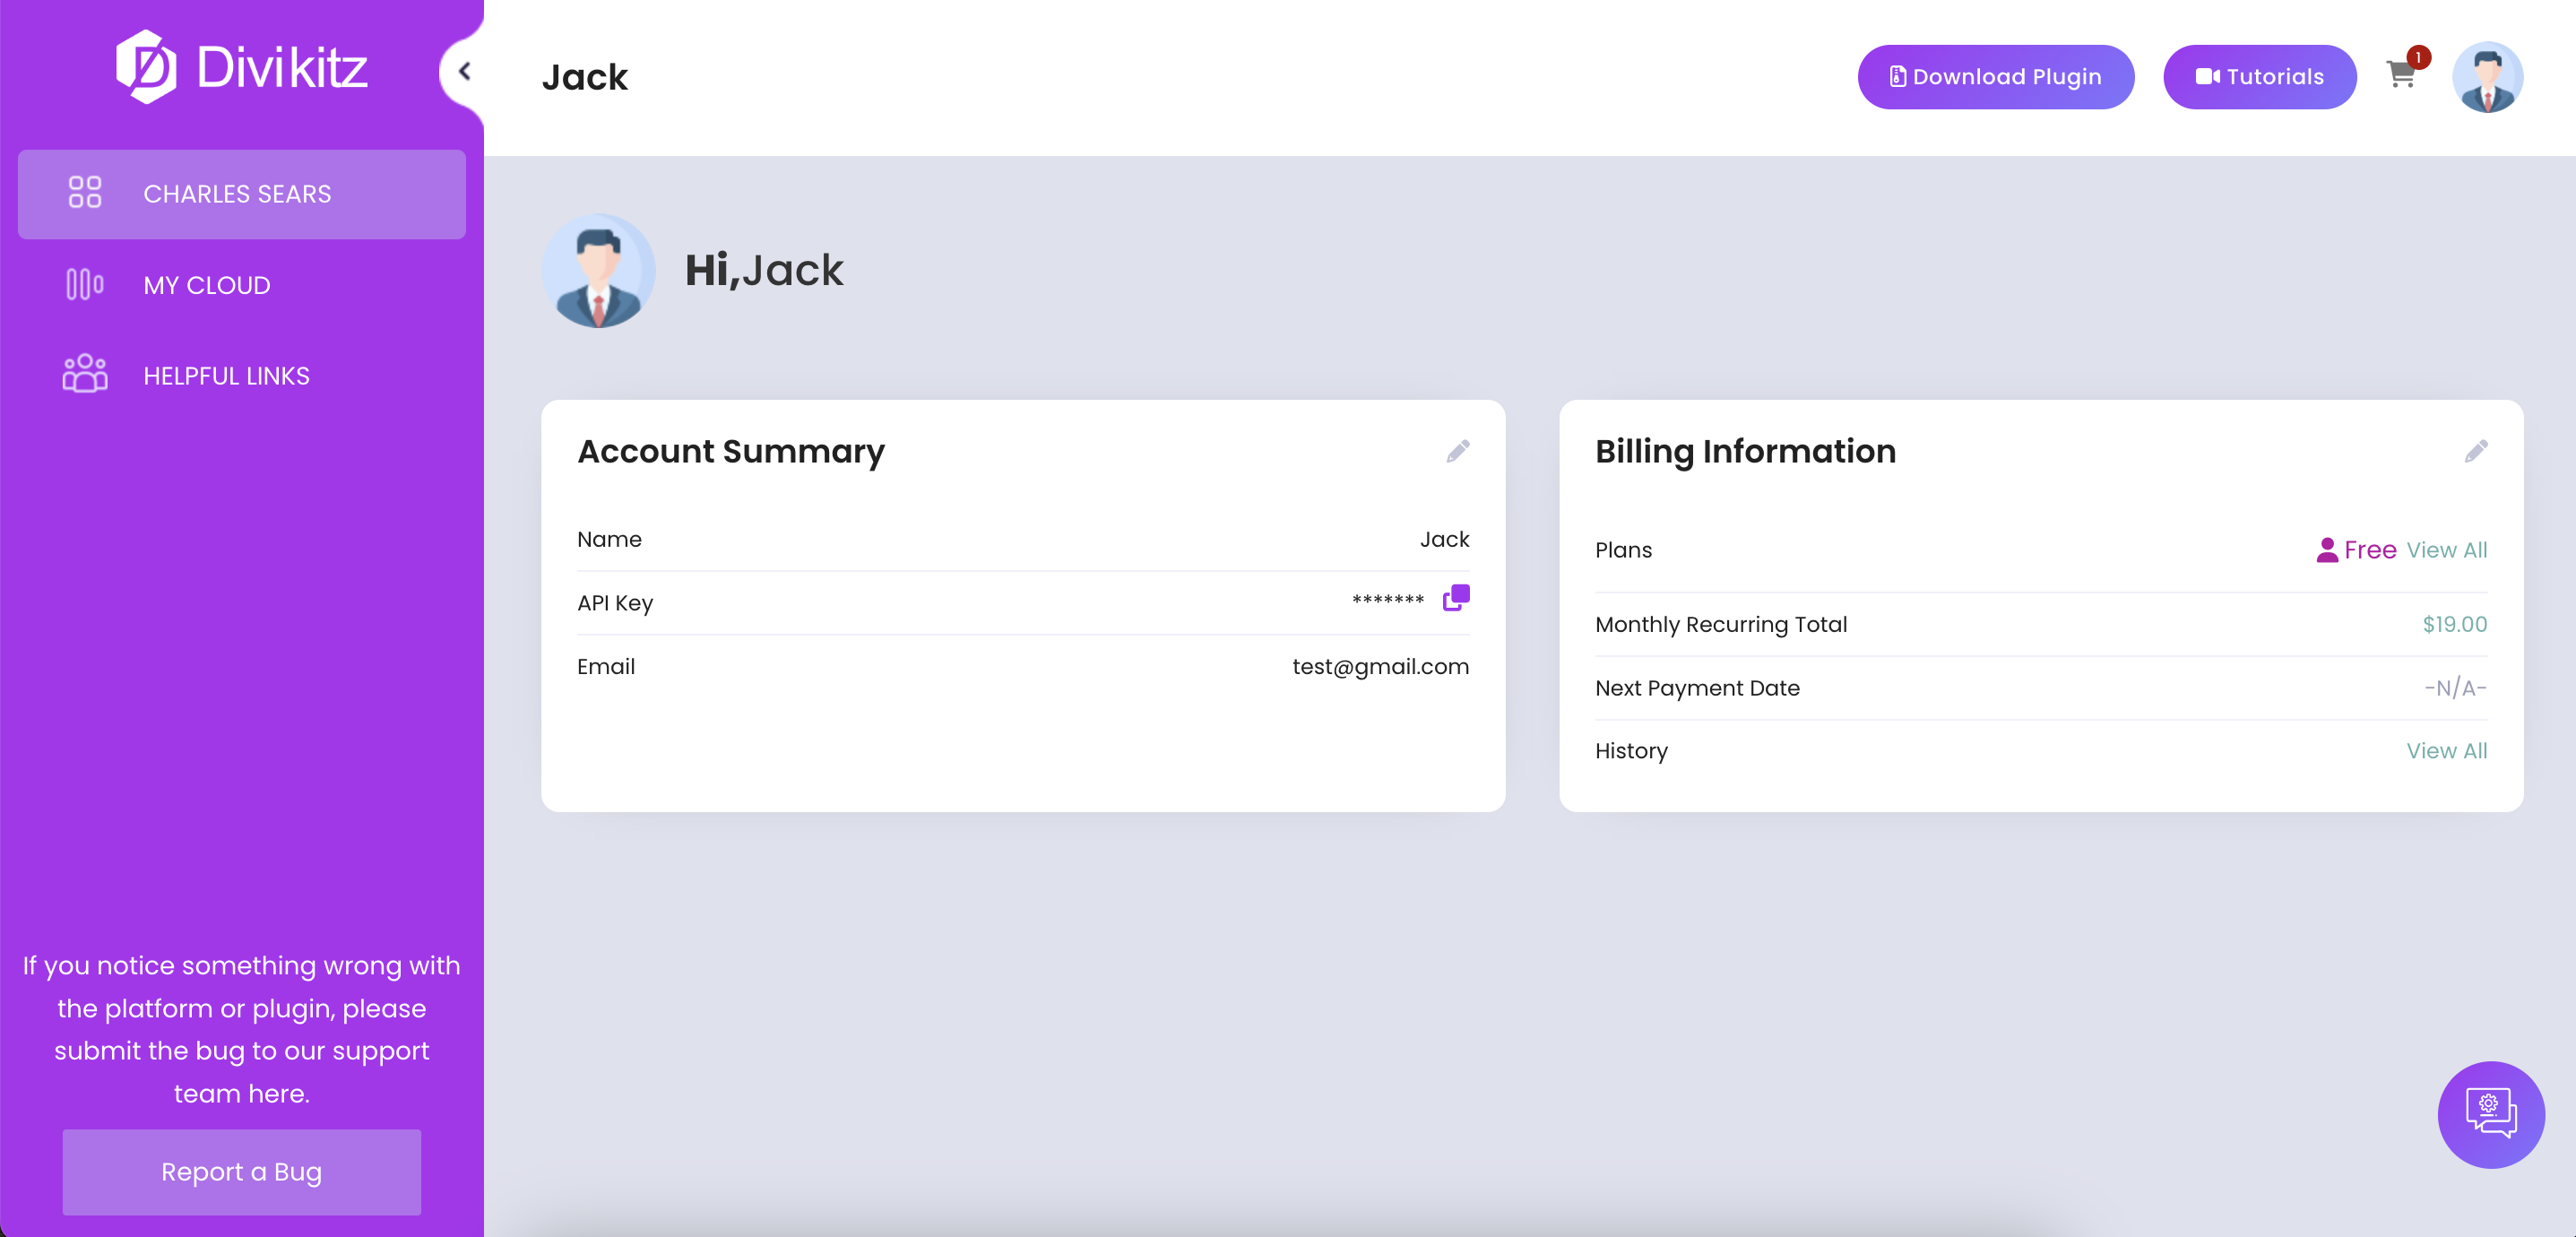 Divikitz
CHARLES SEARS
MY CLOUD
HELPFUL LINKS
If you notice something wrong with
the platform or plugin, please
submit the bug to our support
team here.
Report a Bug
Jack
Download Plugin
Tutorials
1
Hi,Jack
Account Summary
Name Jack
API Key *******
Email test@gmail.com
Billing Information
Plans Free View All
Monthly Recurring Total $19.00
Next Payment Date -N/A-
History View All